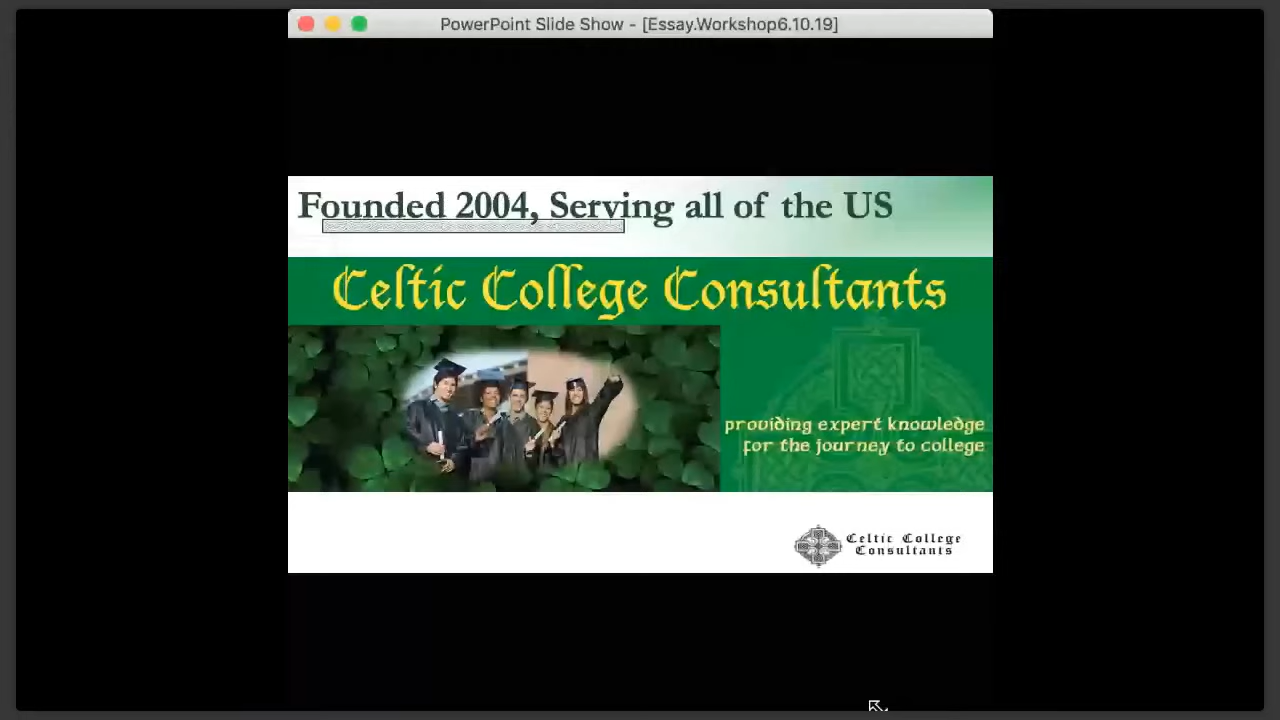 PowerPoint Slide Show - [Essay.Workshop6.10.19]
Founded 2004, Serving all of the US
Celtic College Consultants
providing expert knowledge
for the journey to college
Celtic College
Consultants